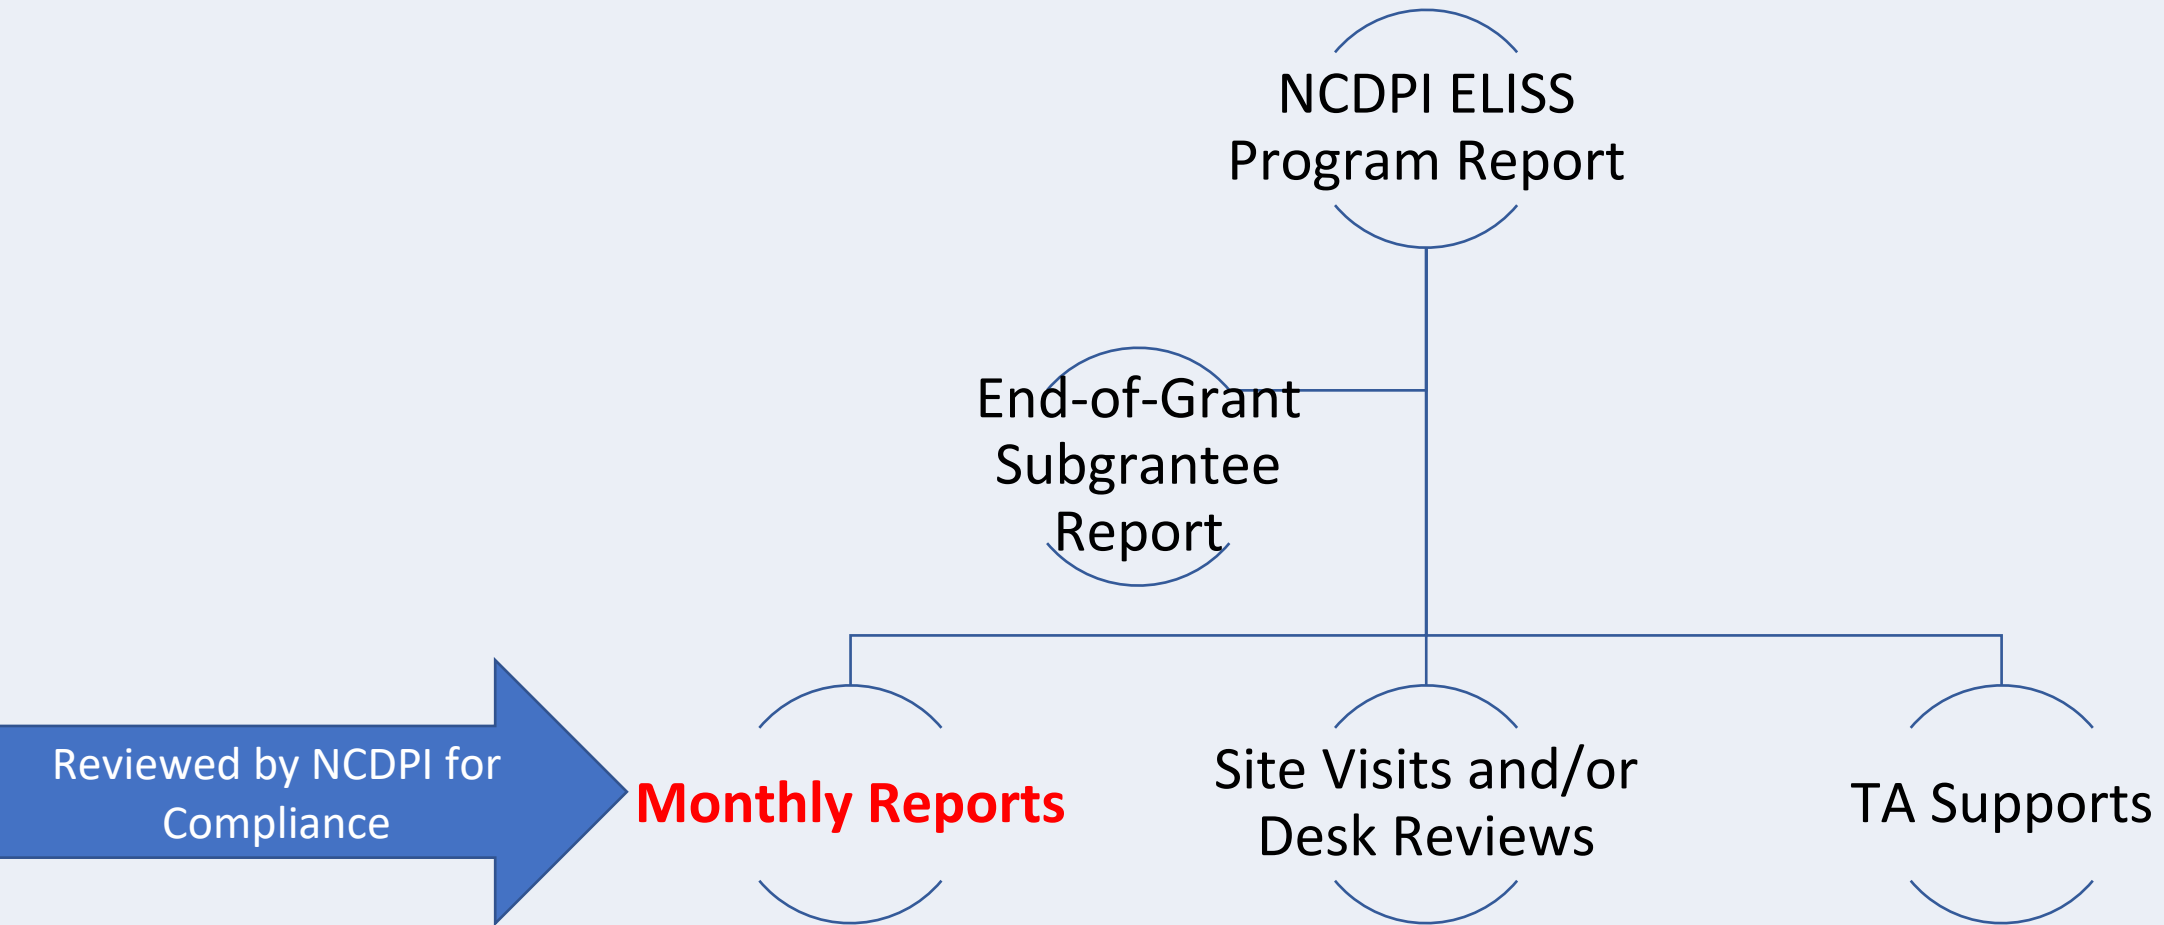 NCDPI ELISS
Program Report
End-of-Grant
Subgrantee
Report
Reviewed by NCDPI for
Compliance
Monthly Reports
Site Visits and/or
Desk Reviews
TA Supports